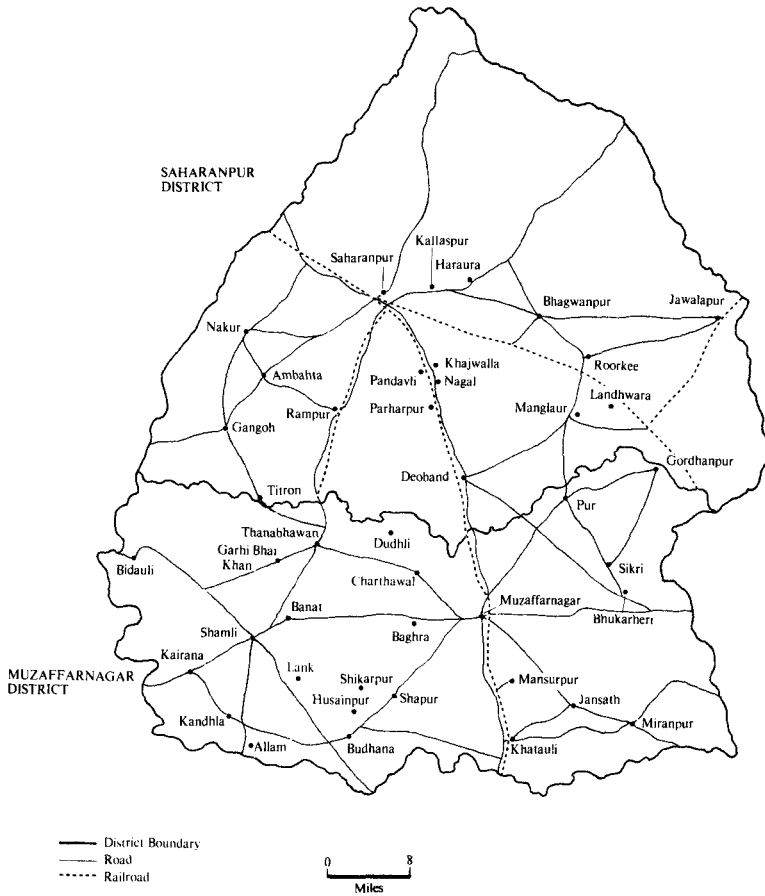 SAHARANPUR
DISTRICT
Kallaspur
Saharanpur
Haraura
Bhagwanpur
Jawalapur
Nakur
Roorkee
Khajwalla
Ambahta
Pandavli
Nagal
Landhwara
Rampur
Parharpur
Manglaur
Gangoh
Gordhanpur
Deoband
Titron
Pur
Thanabhawan
Dudhli
Garhi Bhai
Khan
Bidauli
Sikri
Charthawal
Muzaffarnagar
Banat
Bhukarheri
Shamli
Baghra
Kairana
MUZAFFARNAGAR
DISTRICT
Lank
Shikarpur
Mansurpur
Husainpur
Shapur
Jansath
Kandhla
Miranpur
Allam
Budhana
Khatauli
District Boundary
Road
Railroad
0 8
Miles